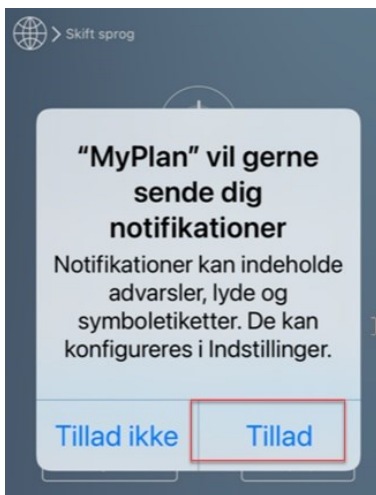 Skift sprog
“MyPlan” vil gerne
sende dig
notifikationer
Notifikationer kan indeholde
advarsler, lyde og
symboletiketter. De kan
konfigureres i Indstillinger.
Tillad ikke
Tillad